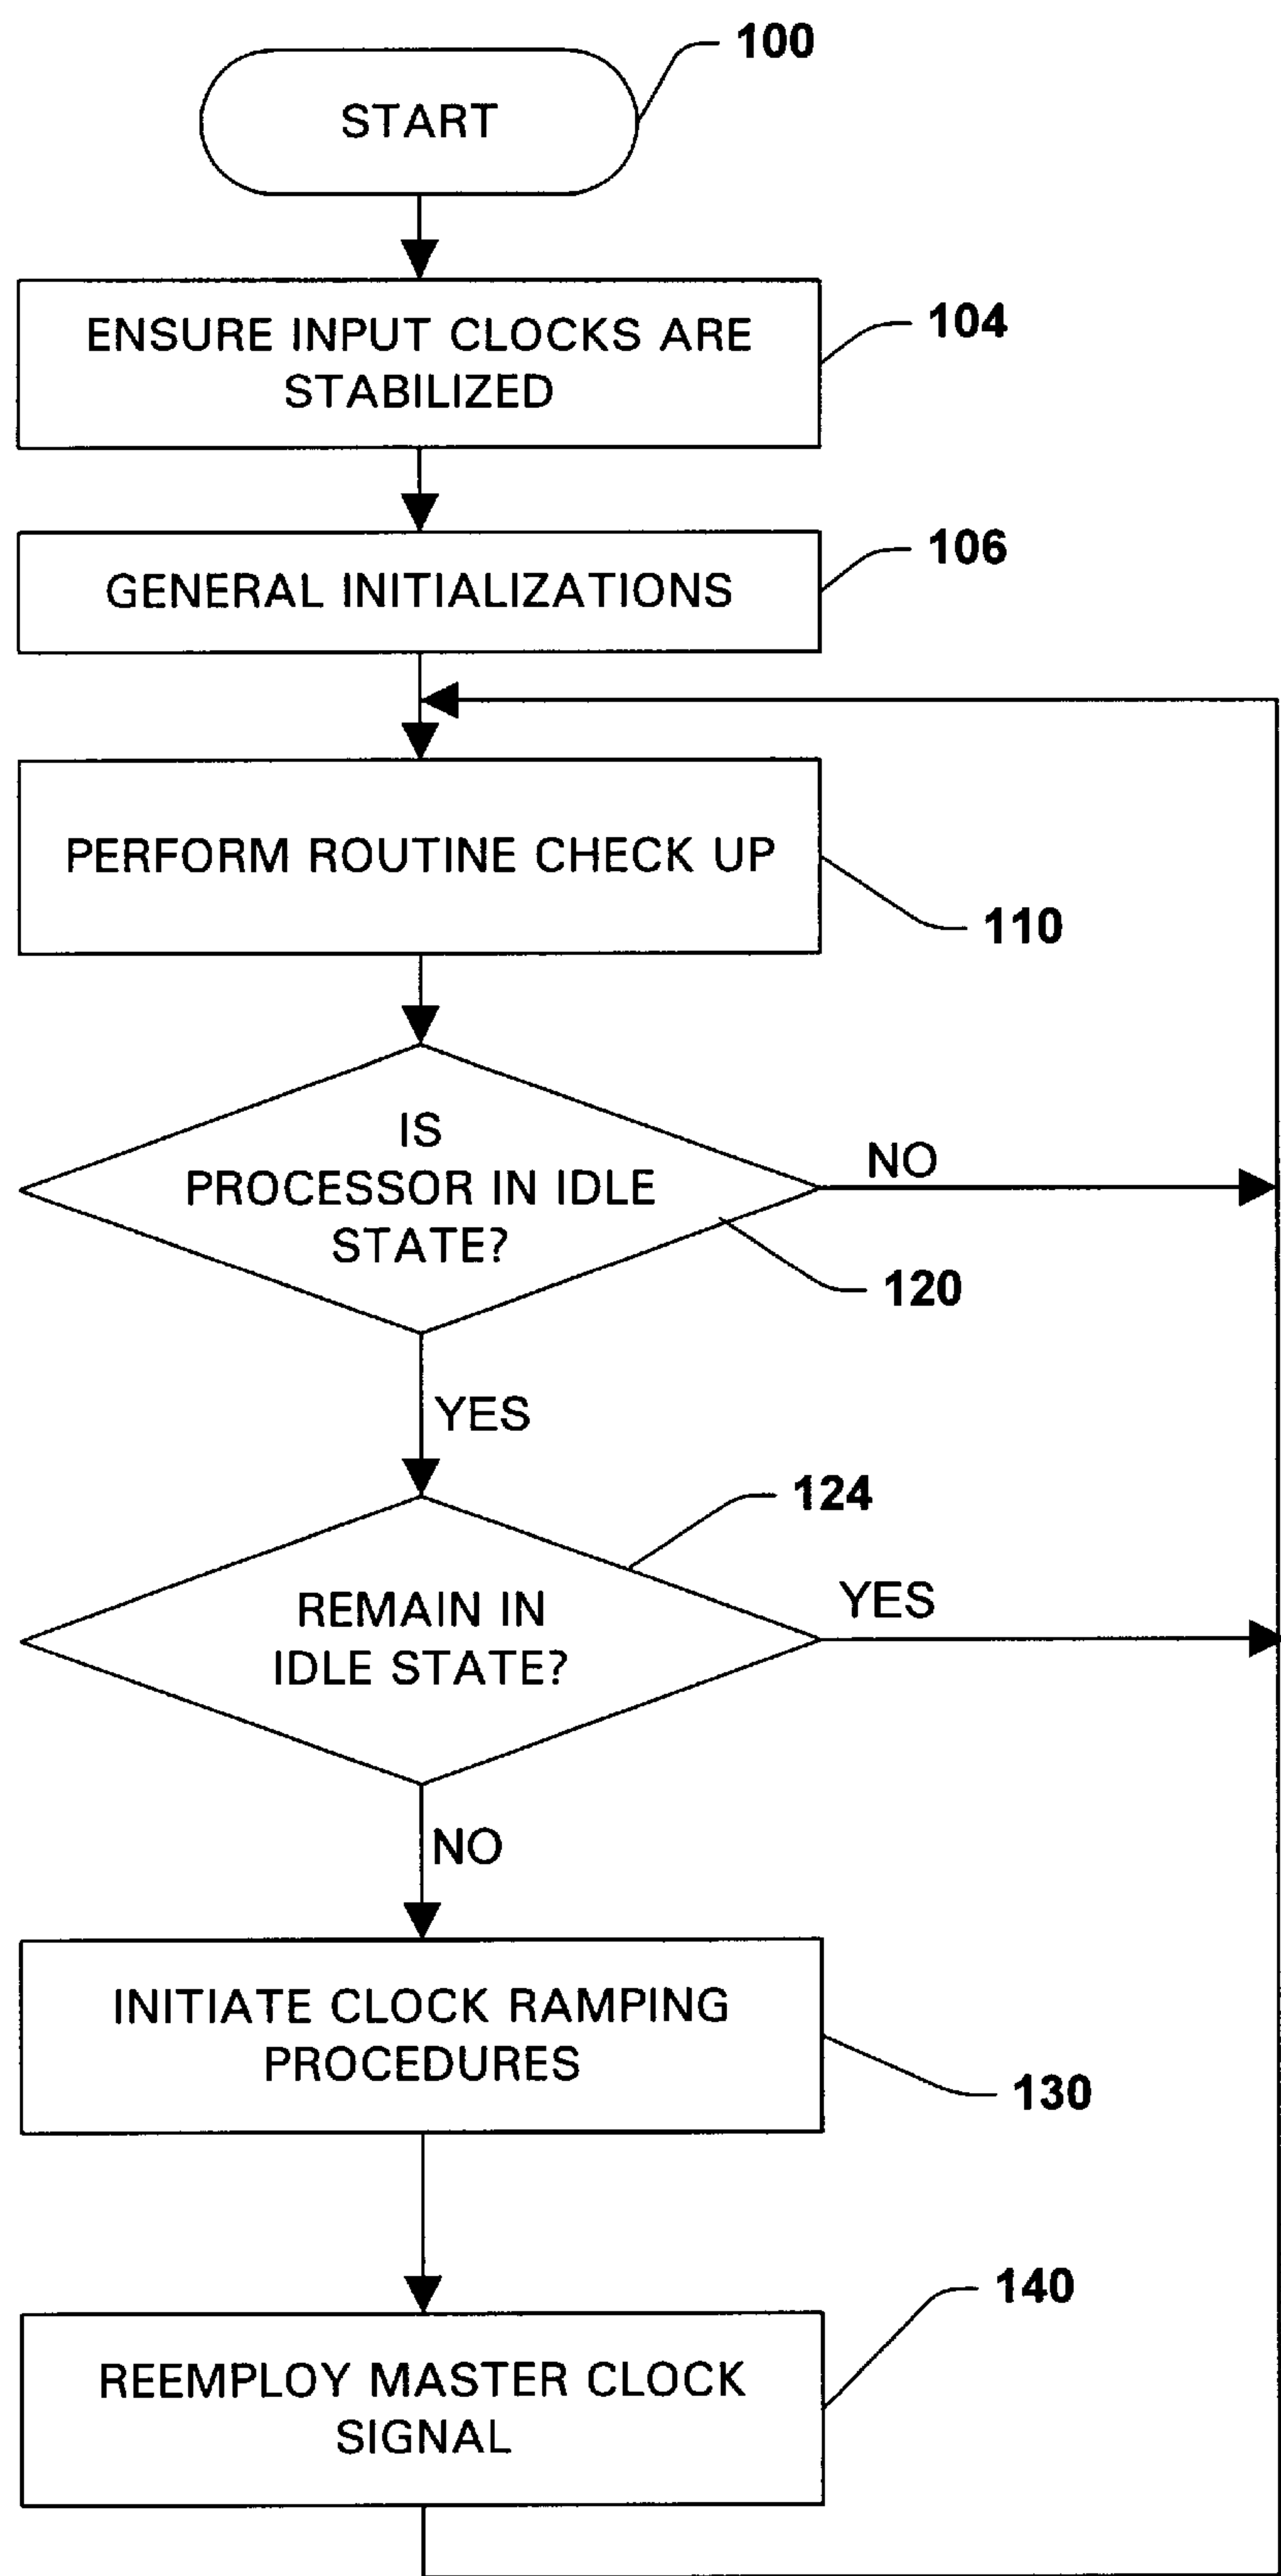 100
START
ENSURE INPUT CLOCKS ARE
STABILIZED
104
GENERAL INITIALIZATIONS
106
PERFORM ROUTINE CHECK UP
110
IS
PROCESSOR IN IDLE
STATE?
NO
120
YES
124
REMAIN IN
IDLE STATE?
YES
NO
INITIATE CLOCK RAMPING
PROCEDURES
130
140
REEMPLOY MASTER CLOCK
SIGNAL